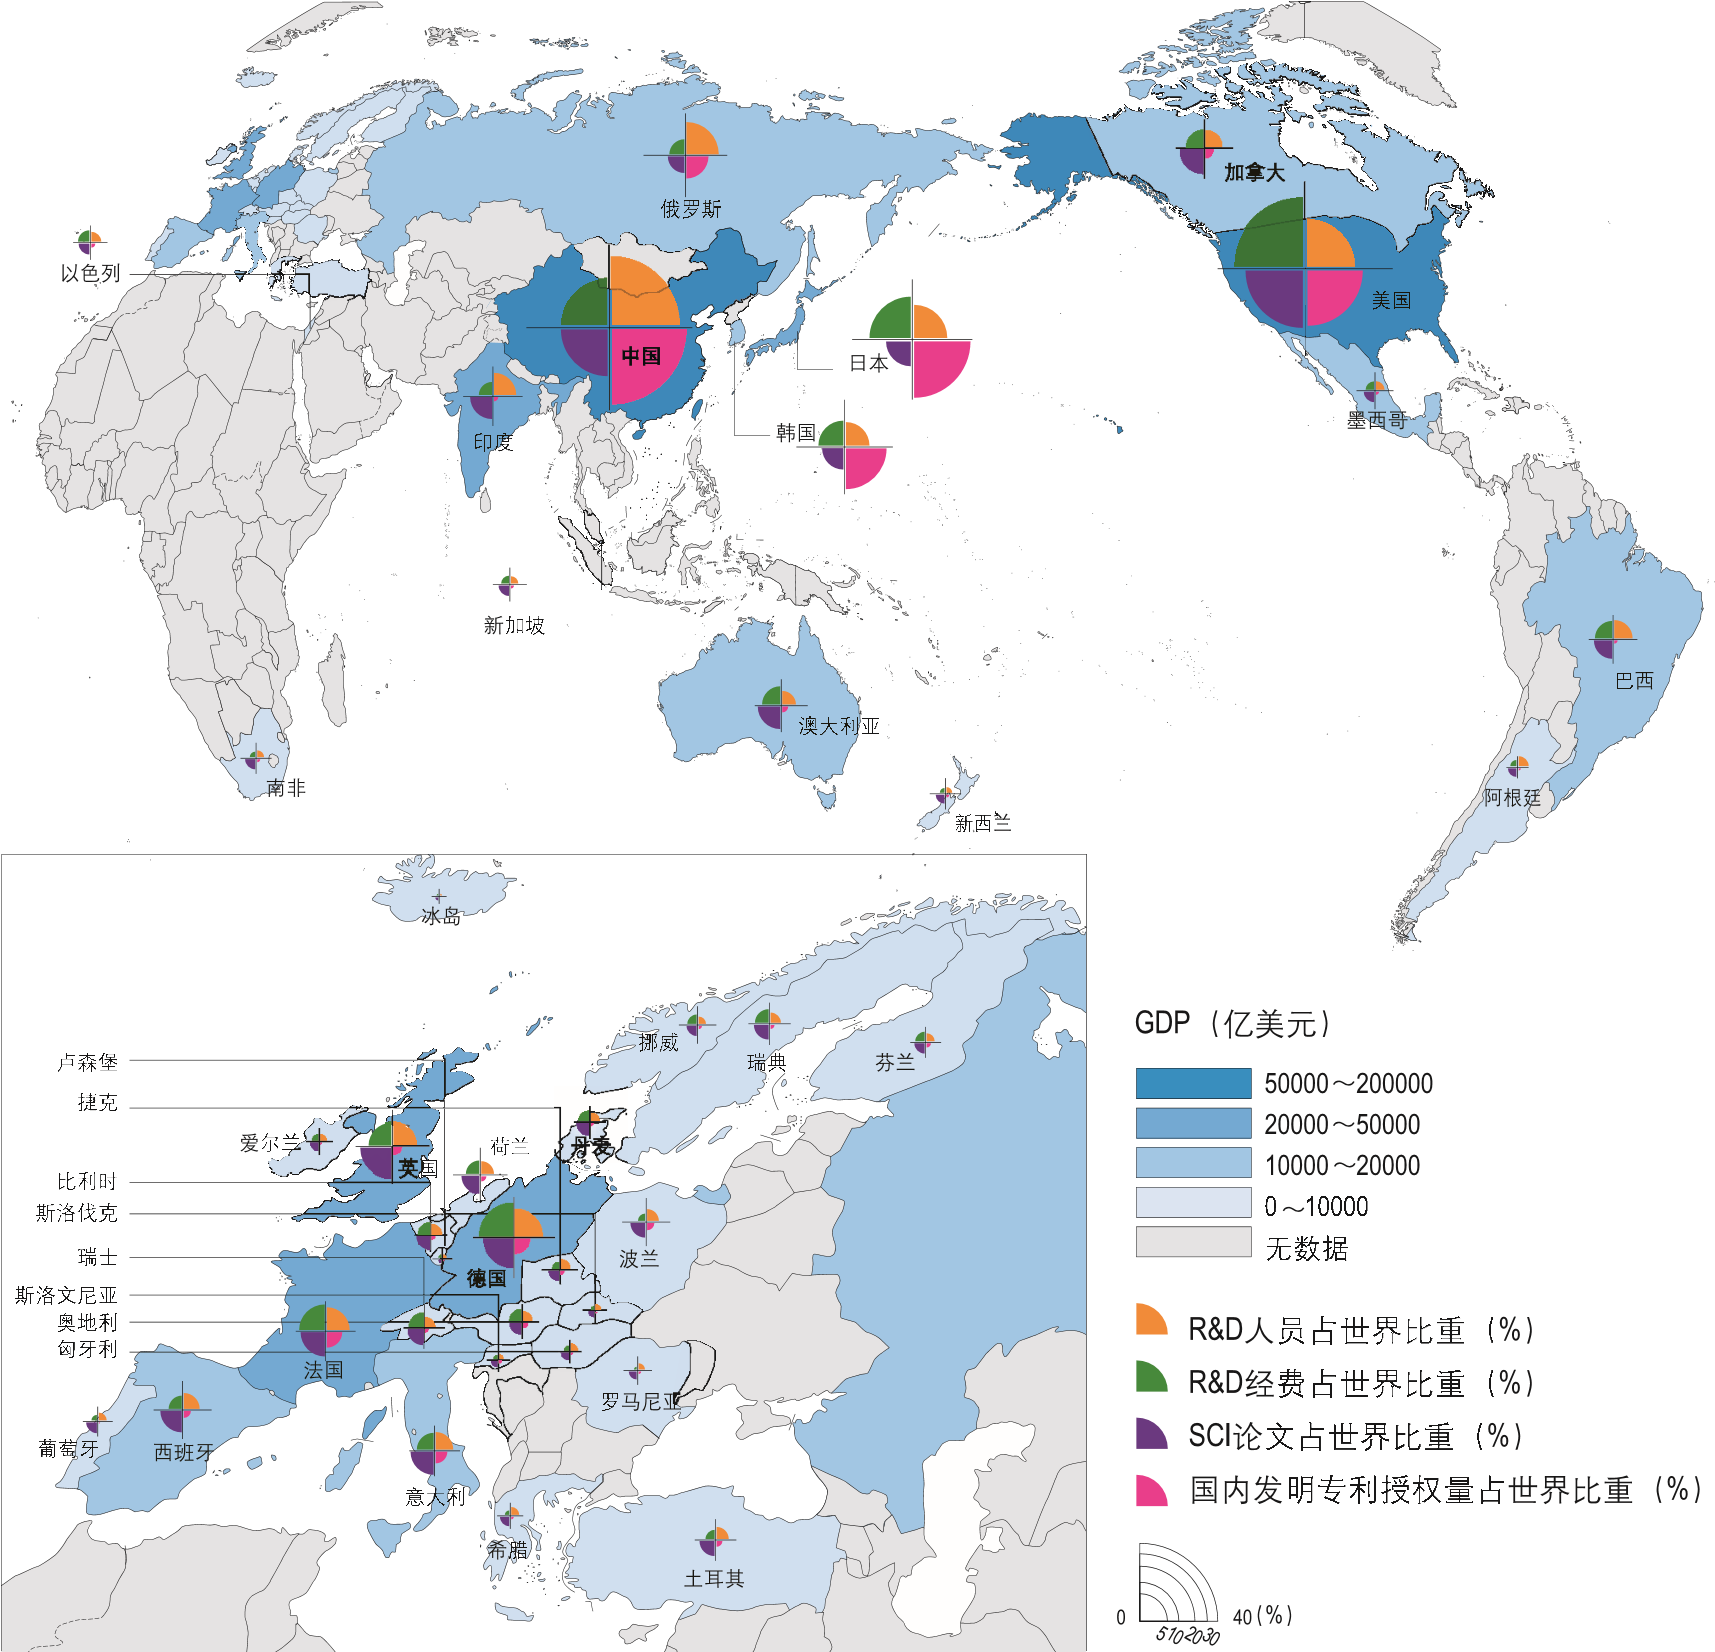 俄罗斯
加拿大
以色列
美国
中国
日本
墨西哥
韩国
印度
新加坡
巴西
澳大利亚
南非
阿根廷
新西兰
冰岛
挪威
瑞典
芬兰
卢森堡
捷克
爱尔兰
荷兰
丹麦
英国
比利时
斯洛伐克
瑞士
波兰
德国
斯洛文尼亚
奥地利
匈牙利
法国
罗马尼亚
葡萄牙
西班牙
意大利
希腊
土耳其
GDP（亿美元）
50000～200000
20000～50000
10000～20000
0～10000
无数据
R&D人员占世界比重（%）
R&D经费占世界比重（%）
SCI论文占世界比重（%）
国内发明专利授权量占世界比重（%）
0
40(%)
5102030